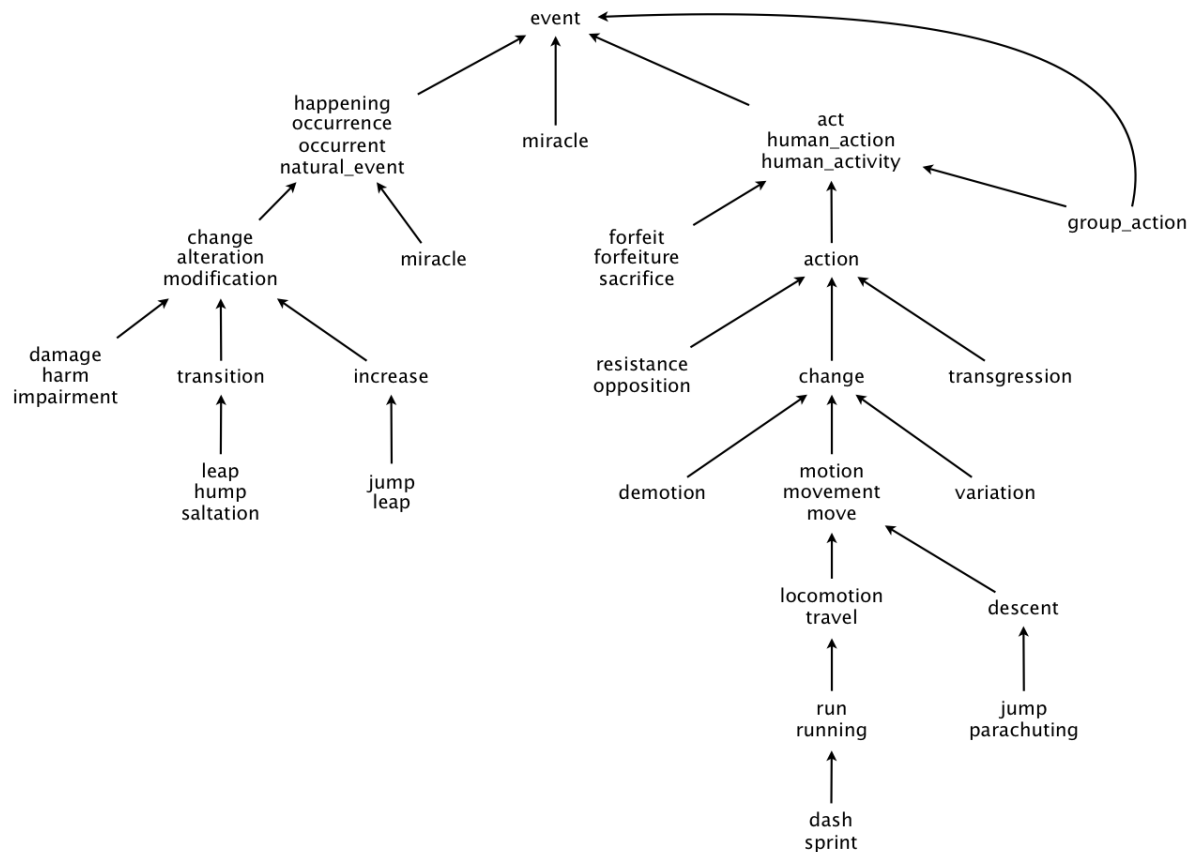 event
happening
occurrence
occurrent
natural_event
miracle
act
human_action
human_activity
group_action
change
alteration
modification
miracle
forfeit
forfeiture
sacrifice
action
damage
harm
impairment
transition
increase
resistance
opposition
change
transgression
leap
hump
saltation
jump
leap
demotion
motion
movement
move
variation
locomotion
travel
descent
run
running
jump
parachuting
dash
sprint